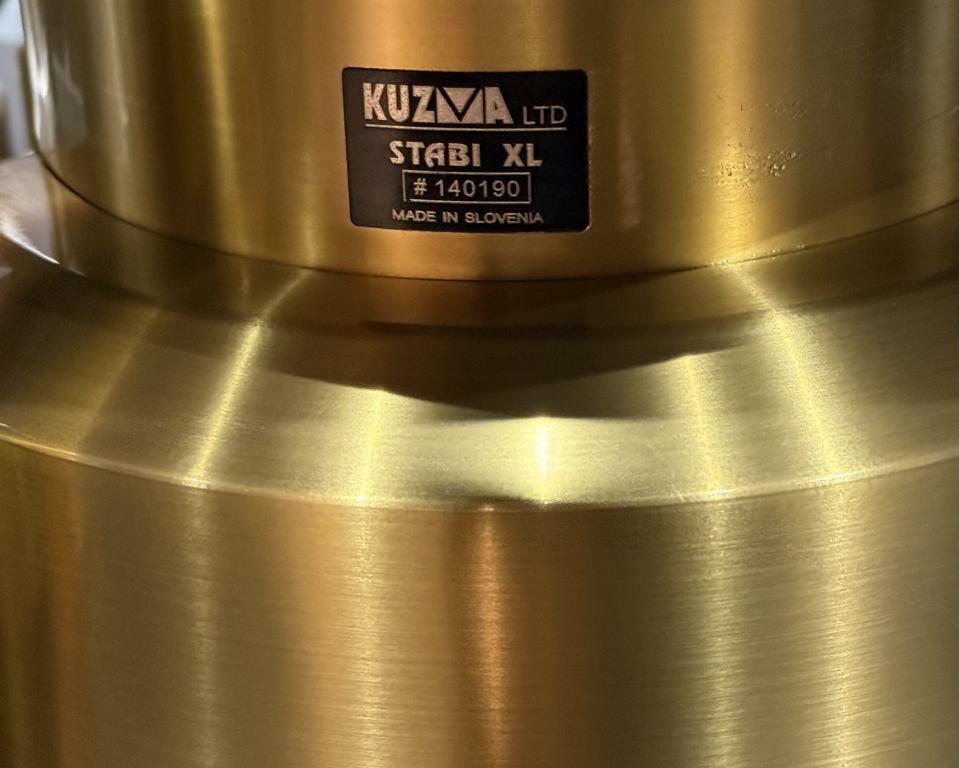 KUZMA LTD
STABI XL
# 140190
MADE IN SLOVENIA